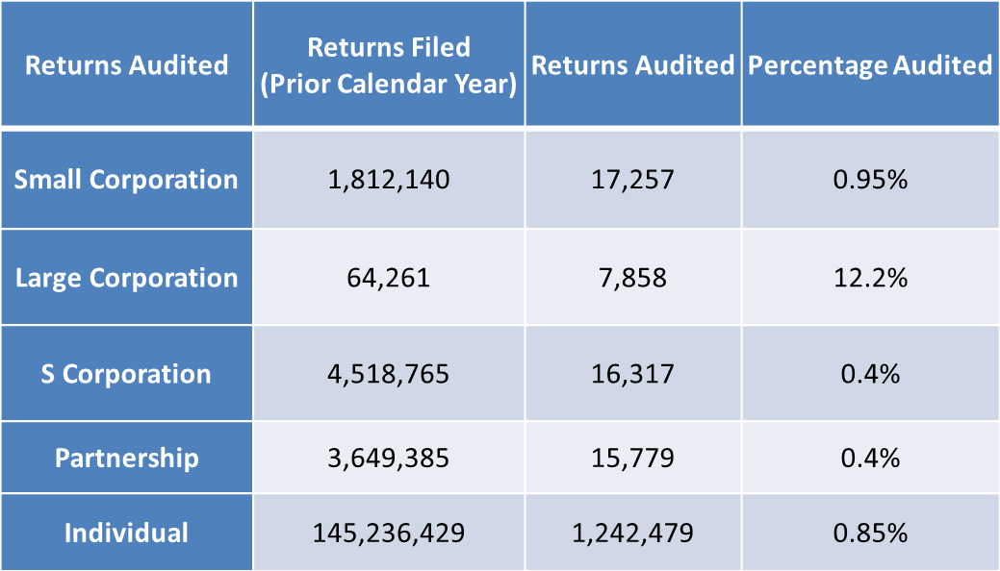 Returns Audited
Returns Filed
(Prior Calendar Year)
Returns Audited
Percentage Audited
Small Corporation
1,812,140
17,257
0.95%
Large Corporation
64,261
7,858
12.2%
S Corporation
4,518,765
16,317
0.4%
Partnership
3,649,385
15,779
0.4%
Individual
145,236,429
1,242,479
0.85%